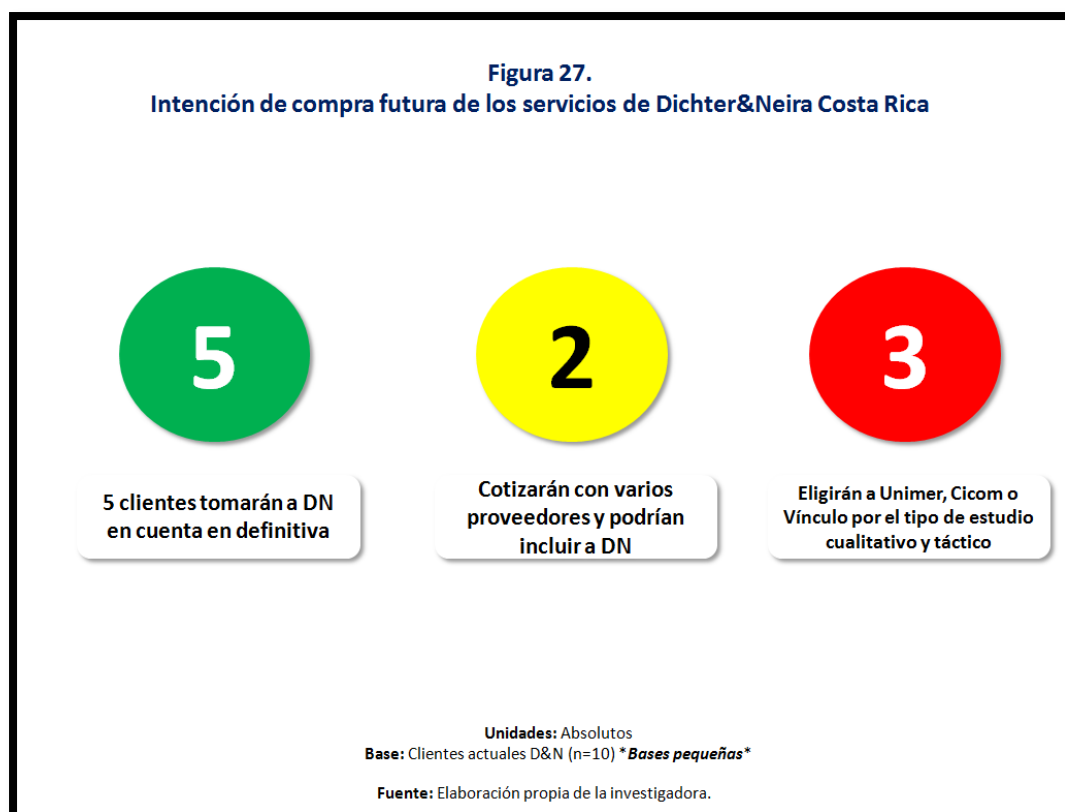 Figura 27.
Intención de compra futura de los servicios de Dichter&Neira Costa Rica
5
2
3
5 clientes tomarán a DN
en cuenta en definitiva
Cotizarán con varios
proveedores y podrían
incluir a DN
Eligirán a Unimer, Cicom o
Vínculo por el tipo de estudio
cualitativo y táctico
Unidades: Absolutos
Base: Clientes actuales D&N (n=10) *Bases pequeñas*
Fuente: Elaboración propia de la investigadora.